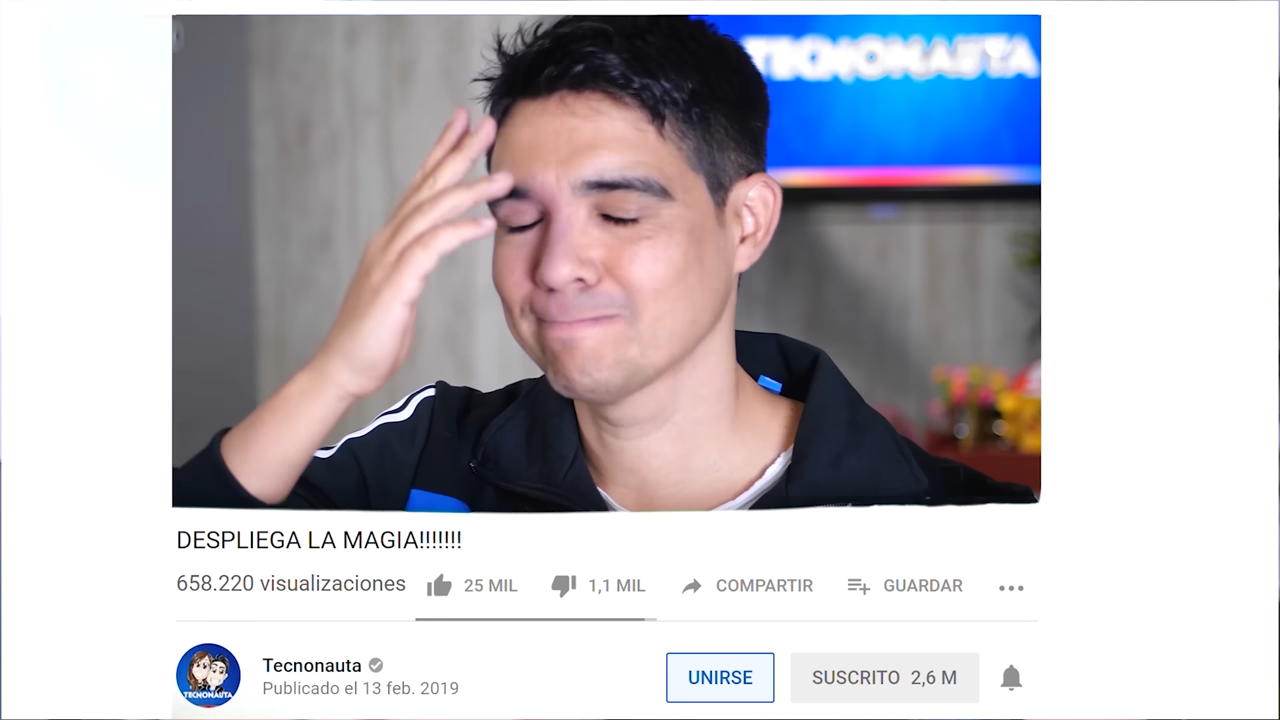 TECNONAUTA
DESPLIEGA LA MAGIA!!!!!!!
658.220 visualizaciones 25 MIL 1,1 MIL COMPARTIR GUARDAR
TECNONAUTA
Tecnonauta
Publicado el 13 feb. 2019
UNIRSE SUSCRITO 2,6 M